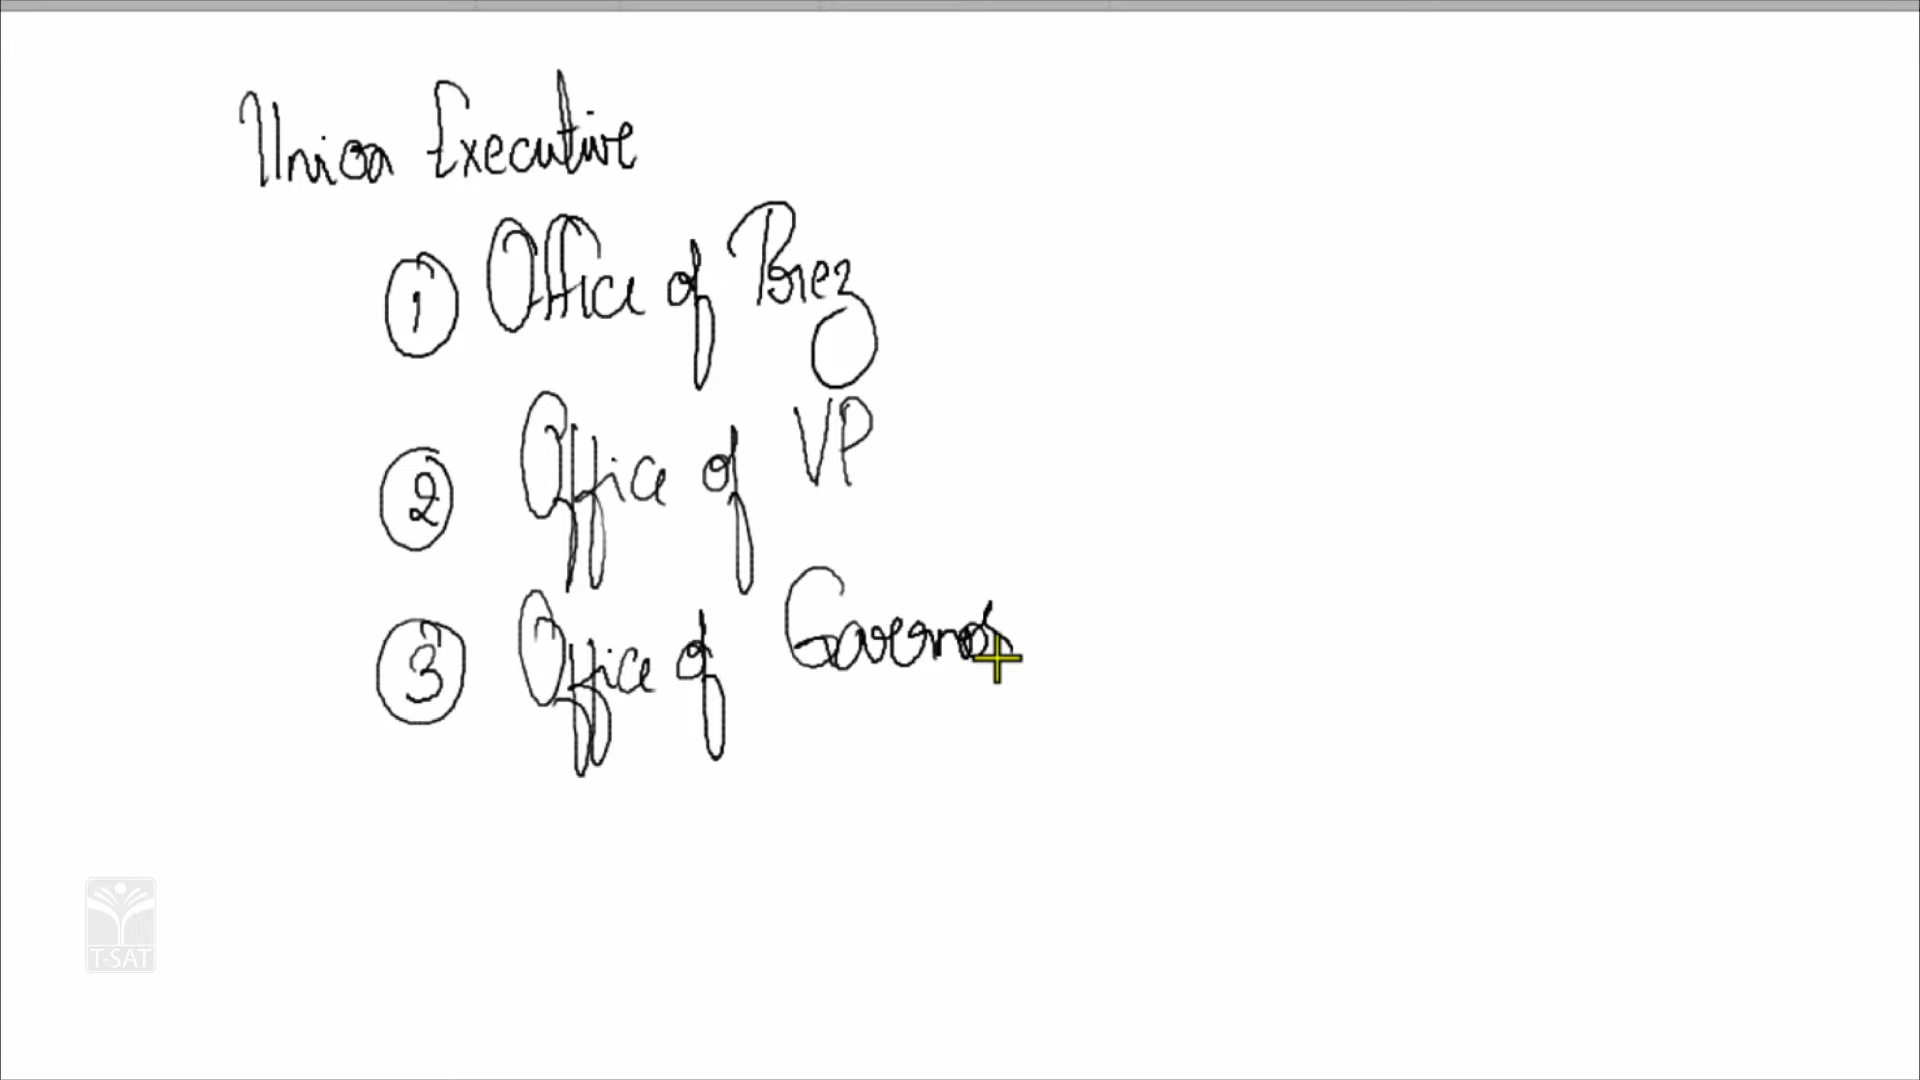 Union Executive
① Office of Prez
② Office of VP
③ Office of Governor
T-SAT